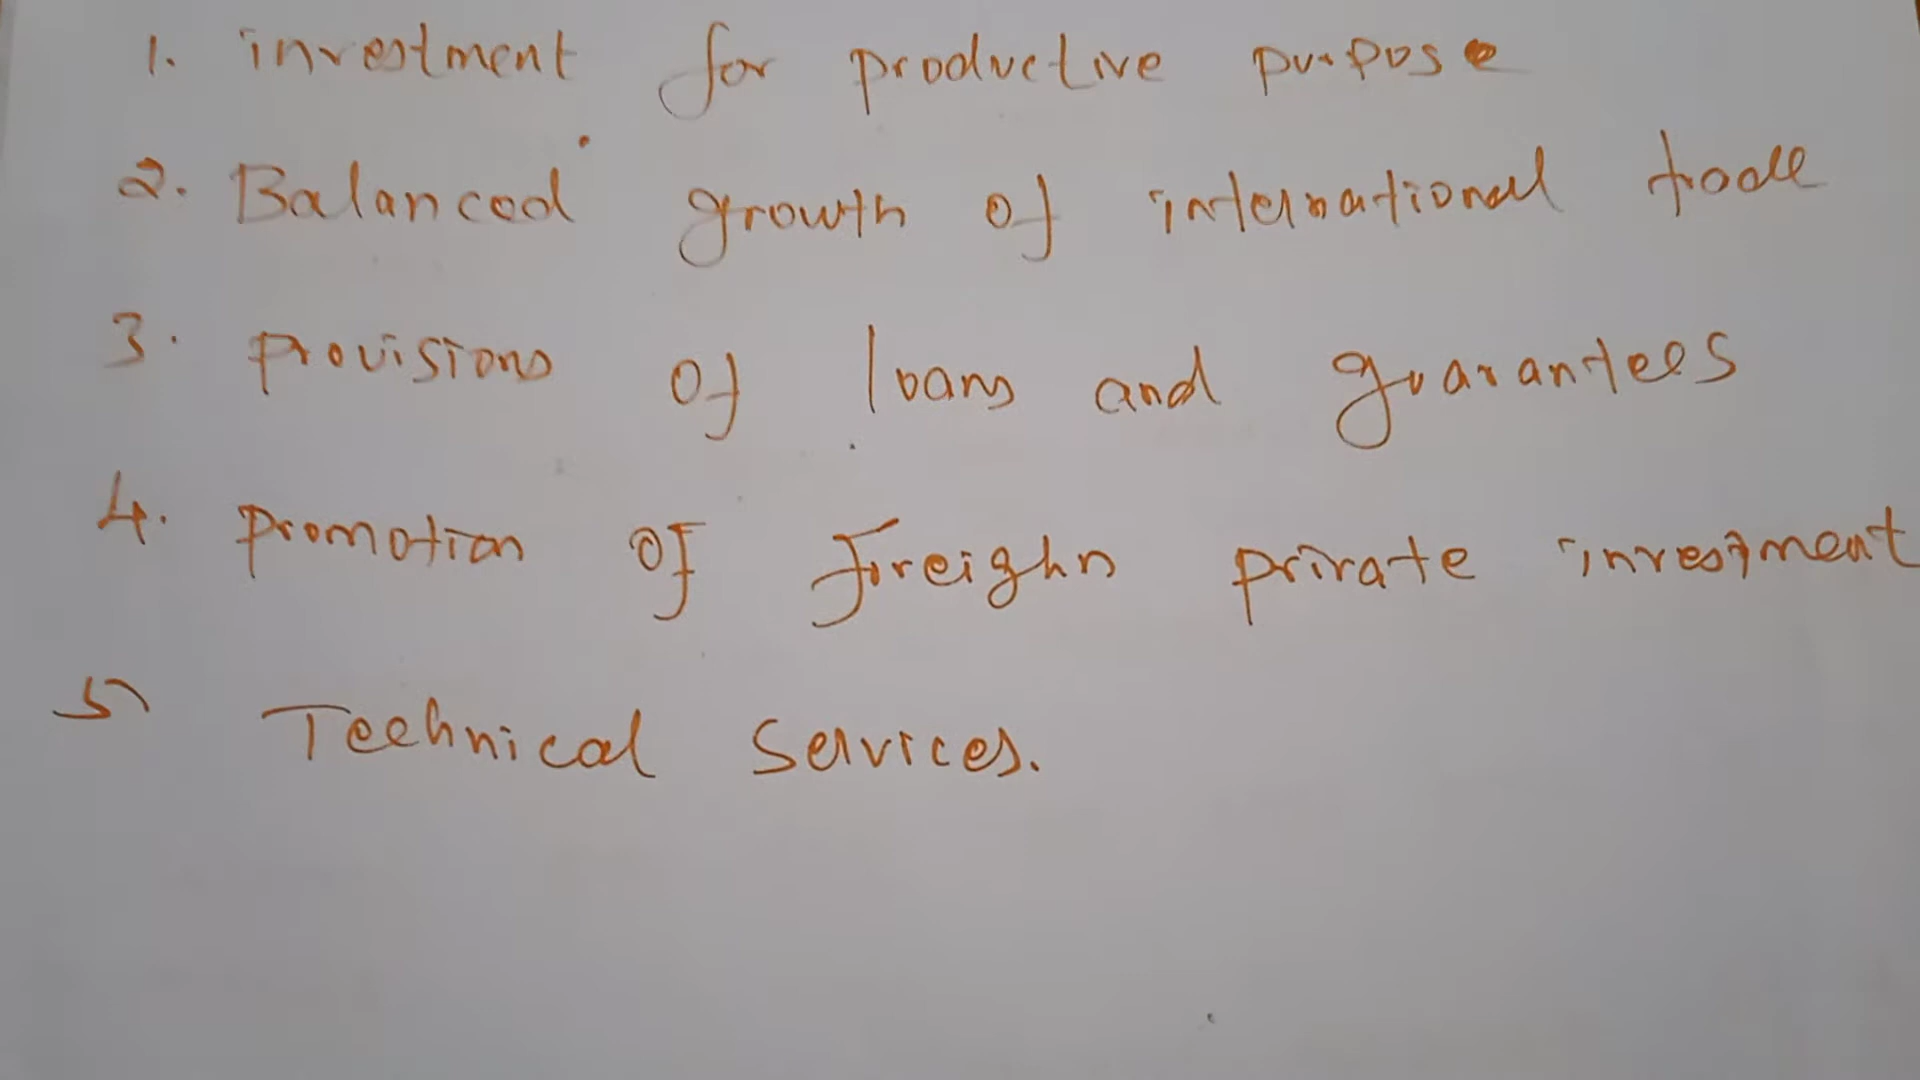 1. investment for productive purpose
2. Balanced growth of international trade
3. provisions of loans and guarantees
4. promotion of foreighn private investment
5) Technical services.